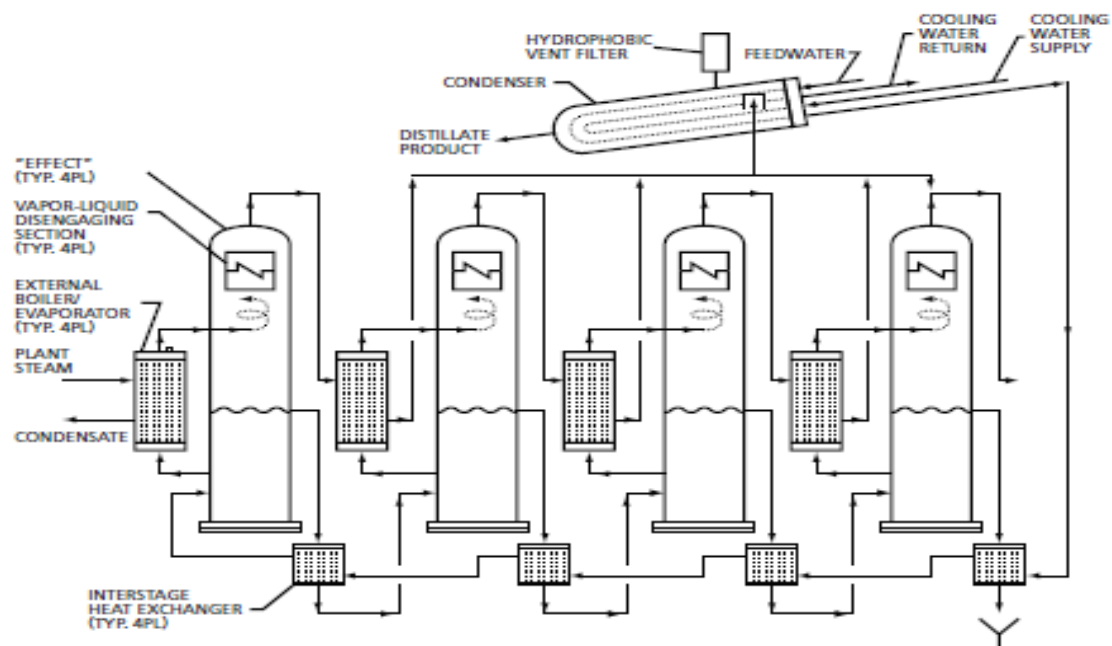 HYDROPHOBIC
VENT FILTER
CONDENSER
FEEDWATER
COOLING
WATER
RETURN
COOLING
WATER
SUPPLY
DISTILLATE
PRODUCT
"EFFECT"
(TYP. 4PL)
VAPOR-LIQUID
DISENGAGING
SECTION
(TYP. 4PL)
EXTERNAL
BOILER/
EVAPORATOR
(TYP. 4PL)
PLANT
STEAM
CONDENSATE
INTERSTAGE
HEAT EXCHANGER
(TYP. 4PL)